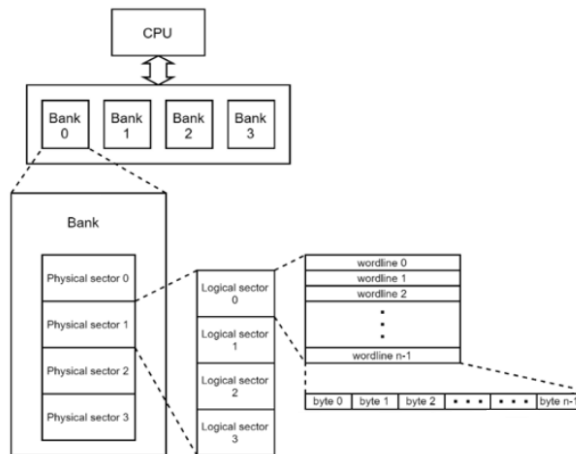 CPU
Bank
0
Bank
1
Bank
2
Bank
3
Bank
Physical sector 0
Physical sector 1
Physical sector 2
Physical sector 3
Logical sector
0
Logical sector
1
Logical sector
2
Logical sector
3
wordline 0
wordline 1
wordline 2
wordline n-1
byte 0 byte 1 byte 2 byte n-1